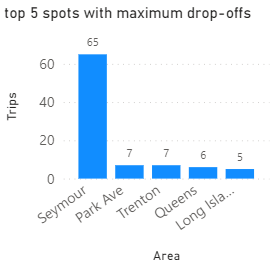 top 5 spots with maximum drop-offs
65
60
40
20
0
7
7
6
5
Trips
Seymour
Park Ave
Trenton
Queens
Long Isla...
Area